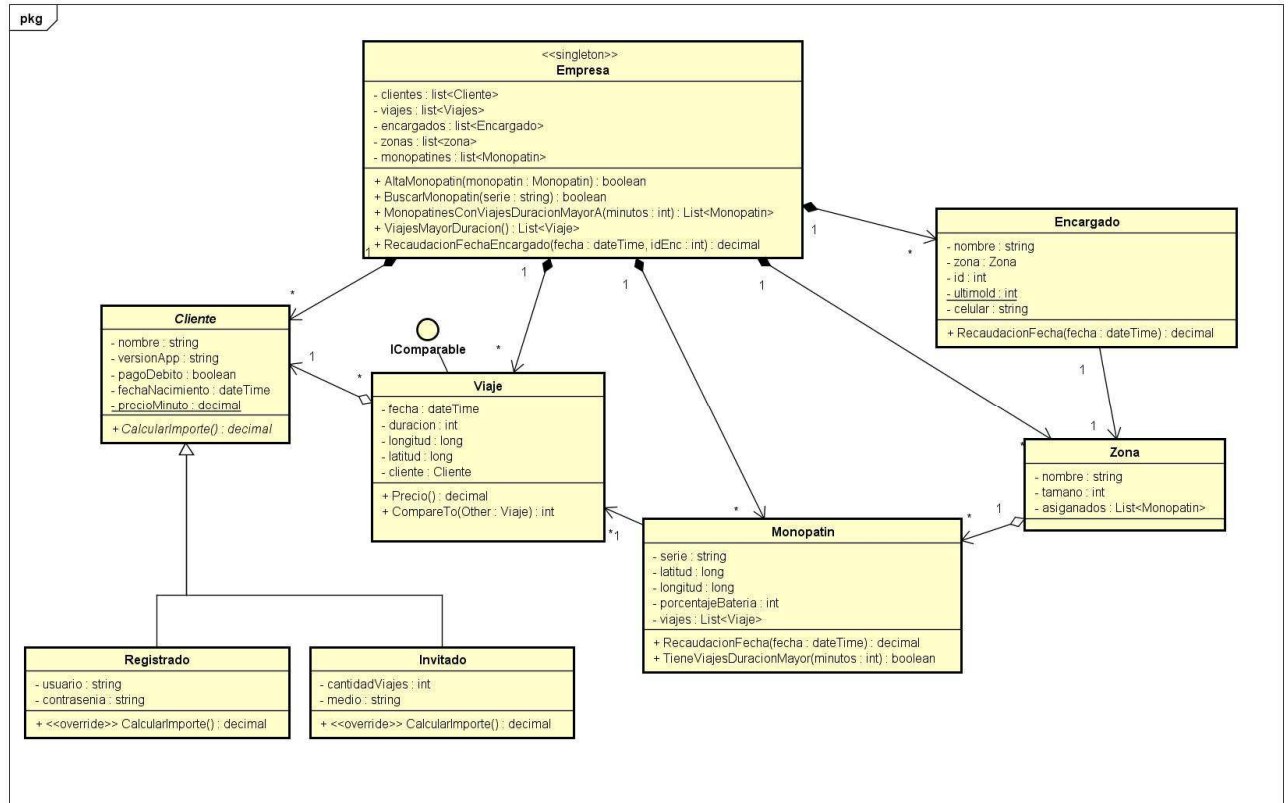 pkg
<<singleton>>
Empresa
- clientes : list<Cliente>
- viajes : list<Viajes>
- encargados : list<Encargado>
- zonas : list<zona>
- monopatines : list<Monopatin>
+ AltaMonopatin(monopatin : Monopatin) : boolean
+ BuscarMonopatin(serie : string) : boolean
+ MonopatinesConViajesDuracionMayorA(minutos : int) : List<Monopatin>
+ ViajesMayorDuracion() : List<Viaje>
+ RecaudacionFechaEncargado(fecha : dateTime, idEnc : int) : decimal
1
*
1
*
1
*
1
*
1
*
Encargado
- nombre : string
- zona : Zona
- id : int
- ultimoId : int
- celular : string
+ RecaudacionFecha(fecha : dateTime) : decimal
1
1
Cliente
- nombre : string
- versionApp : string
- pagoDebito : boolean
- fechaNacimiento : dateTime
- precioMinuto : decimal
+ CalcularImporte() : decimal
1
*
IComparable
Viaje
- fecha : dateTime
- duracion : int
- longitud : long
- latitud : long
- cliente : Cliente
+ Precio() : decimal
+ CompareTo(Other : Viaje) : int
*
1
Zona
- nombre : string
- tamano : int
- asiganados : List<Monopatin>
1
*
Monopatin
- serie : string
- latitud : long
- longitud : long
- porcentajeBateria : int
- viajes : List<Viaje>
+ RecaudacionFecha(fecha : dateTime) : decimal
+ TieneViajesDuracionMayor(minutos : int) : boolean
Registrado
- usuario : string
- contrasenia : string
+ <<override>> CalcularImporte() : decimal
Invitado
- cantidadViajes : int
- medio : string
+ <<override>> CalcularImporte() : decimal